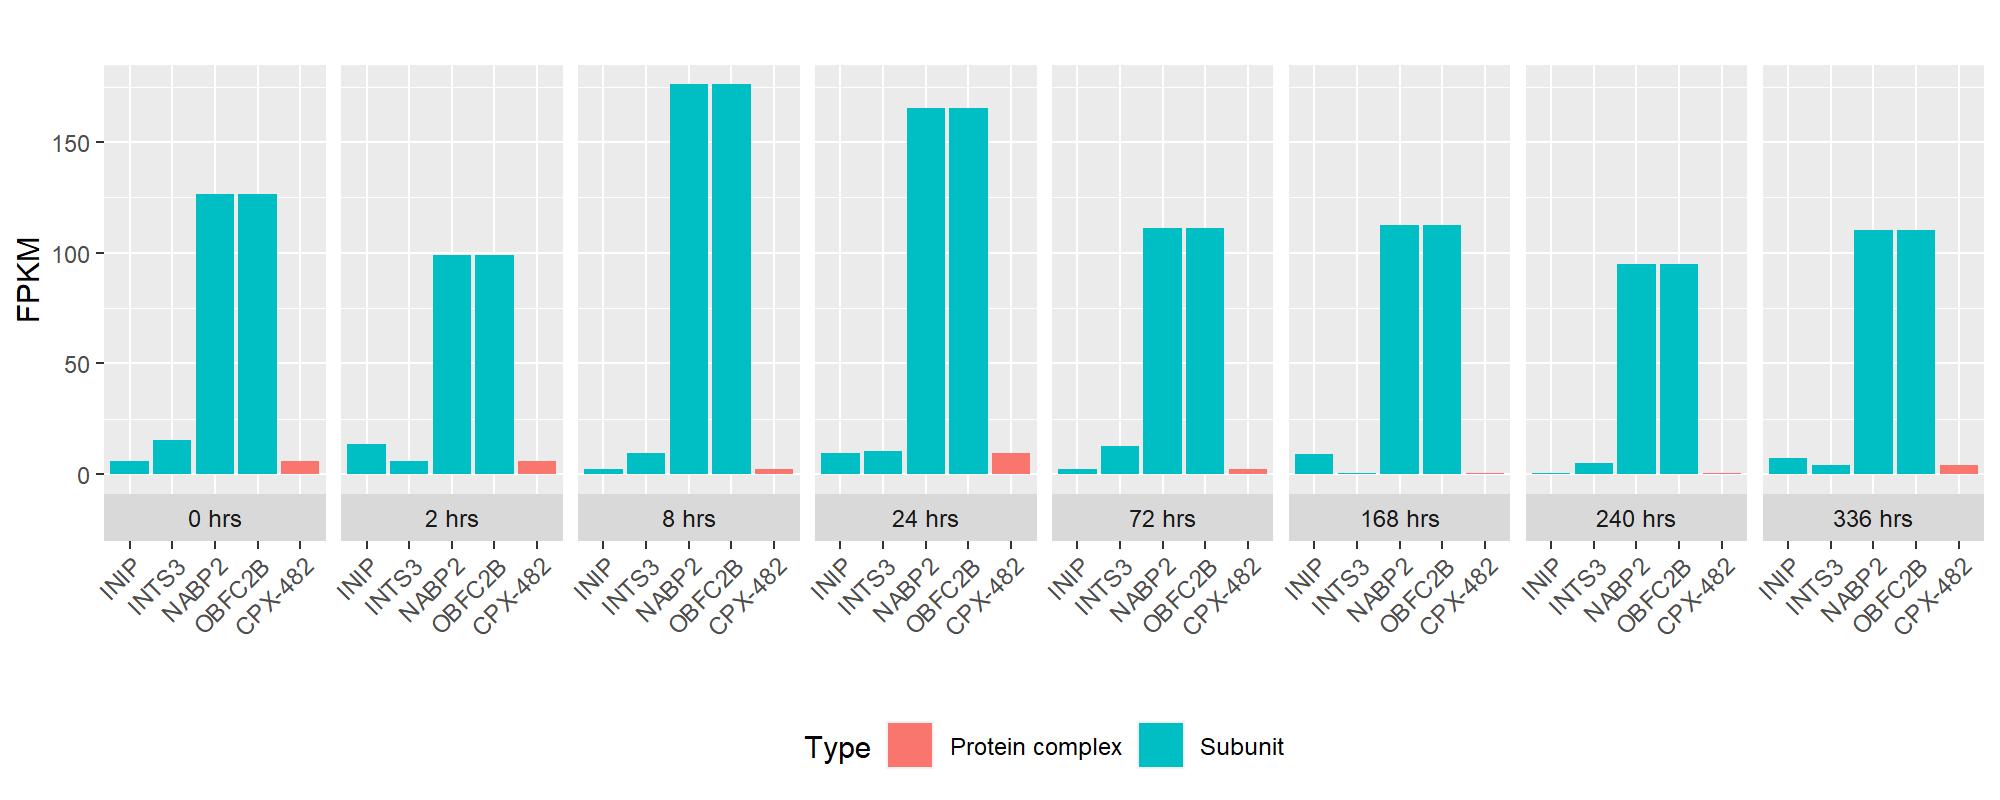 FPKM
150
100
50
0
0 hrs 2 hrs 8 hrs 24 hrs 72 hrs 168 hrs 240 hrs 336 hrs
INIP INTS3 NABP2 OBFC2B CPX-482 INIP INTS3 NABP2 OBFC2B CPX-482 INIP INTS3 NABP2 OBFC2B CPX-482 INIP INTS3 NABP2 OBFC2B CPX-482 INIP INTS3 NABP2 OBFC2B CPX-482 INIP INTS3 NABP2 OBFC2B CPX-482 INIP INTS3 NABP2 OBFC2B CPX-482 INIP INTS3 NABP2 OBFC2B CPX-482
Type Protein complex Subunit